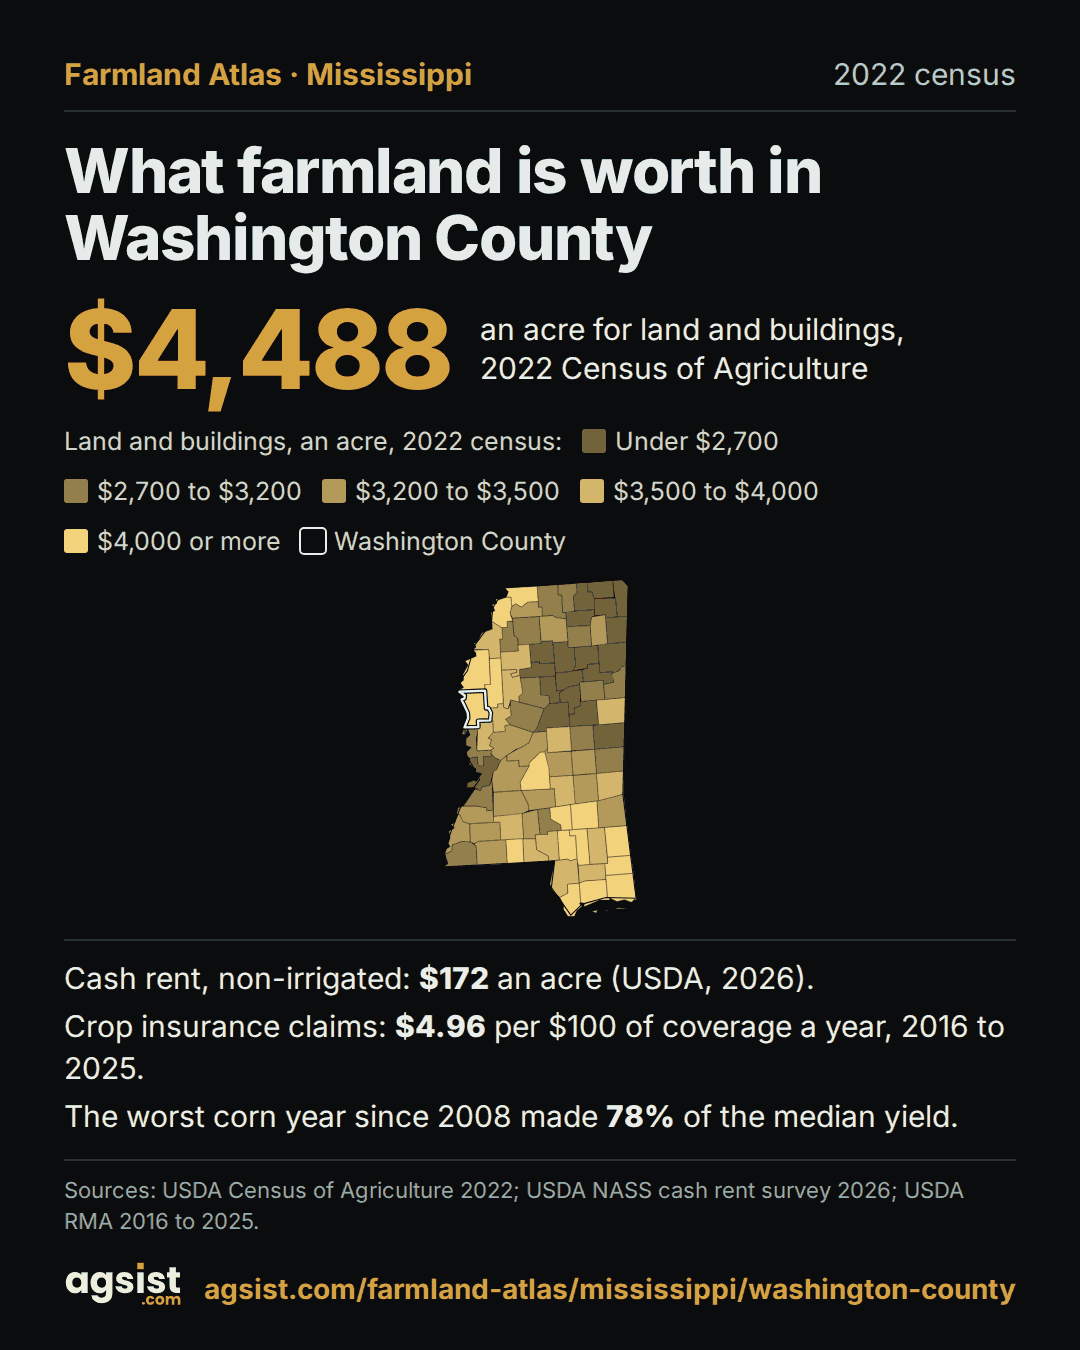 Farmland Atlas · Mississippi
2022 census
What farmland is worth in
Washington County
$4,488
an acre for land and buildings,
2022 Census of Agriculture
Land and buildings, an acre, 2022 census: Under $2,700
$2,700 to $3,200 $3,200 to $3,500 $3,500 to $4,000
$4,000 or more Washington County
Cash rent, non-irrigated: $172 an acre (USDA, 2026).
Crop insurance claims: $4.96 per $100 of coverage a year, 2016 to
2025.
The worst corn year since 2008 made 78% of the median yield.
Sources: USDA Census of Agriculture 2022; USDA NASS cash rent survey 2026; USDA
RMA 2016 to 2025.
agsist
.com
agsist.com/farmland-atlas/mississippi/washington-county